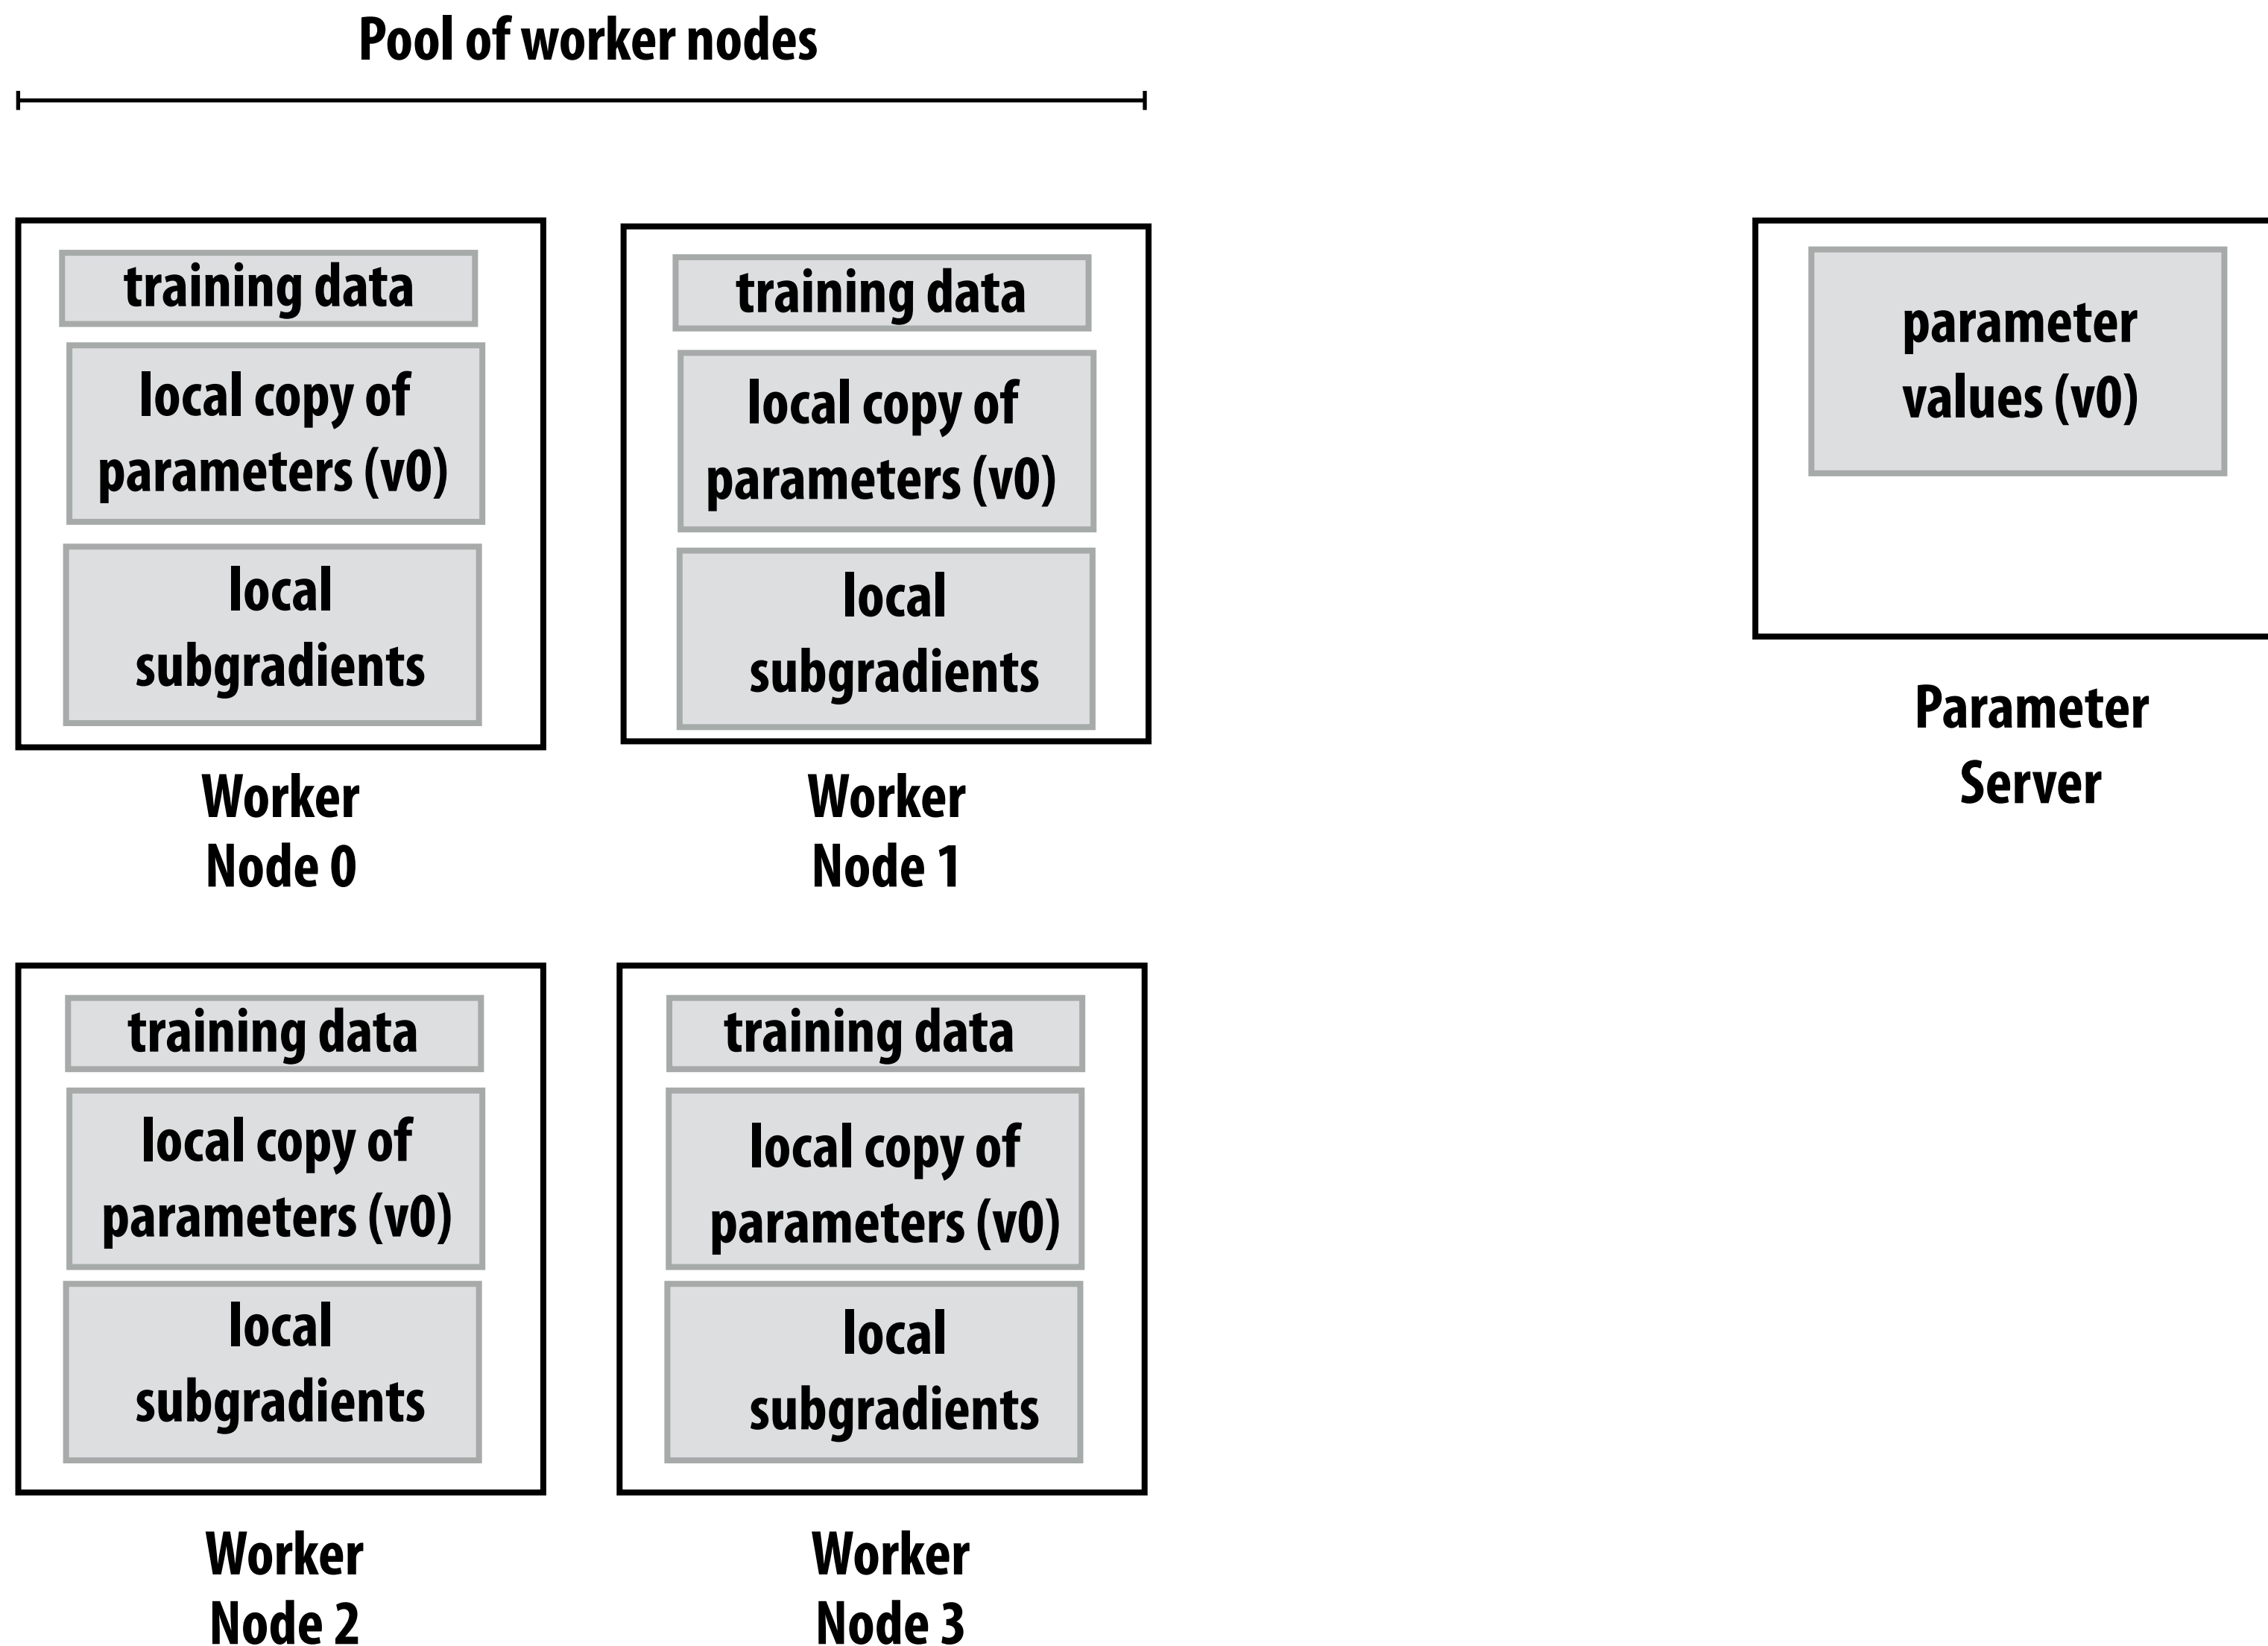 Pool of worker nodes
training data
local copy of
parameters (v0)
local
subgradients
Worker
Node 0
training data
local copy of
parameters (v0)
local
subgradients
Worker
Node 1
parameter
values (v0)
Parameter
Server
training data
local copy of
parameters (v0)
local
subgradients
Worker
Node 2
training data
local copy of
parameters (v0)
local
subgradients
Worker
Node 3